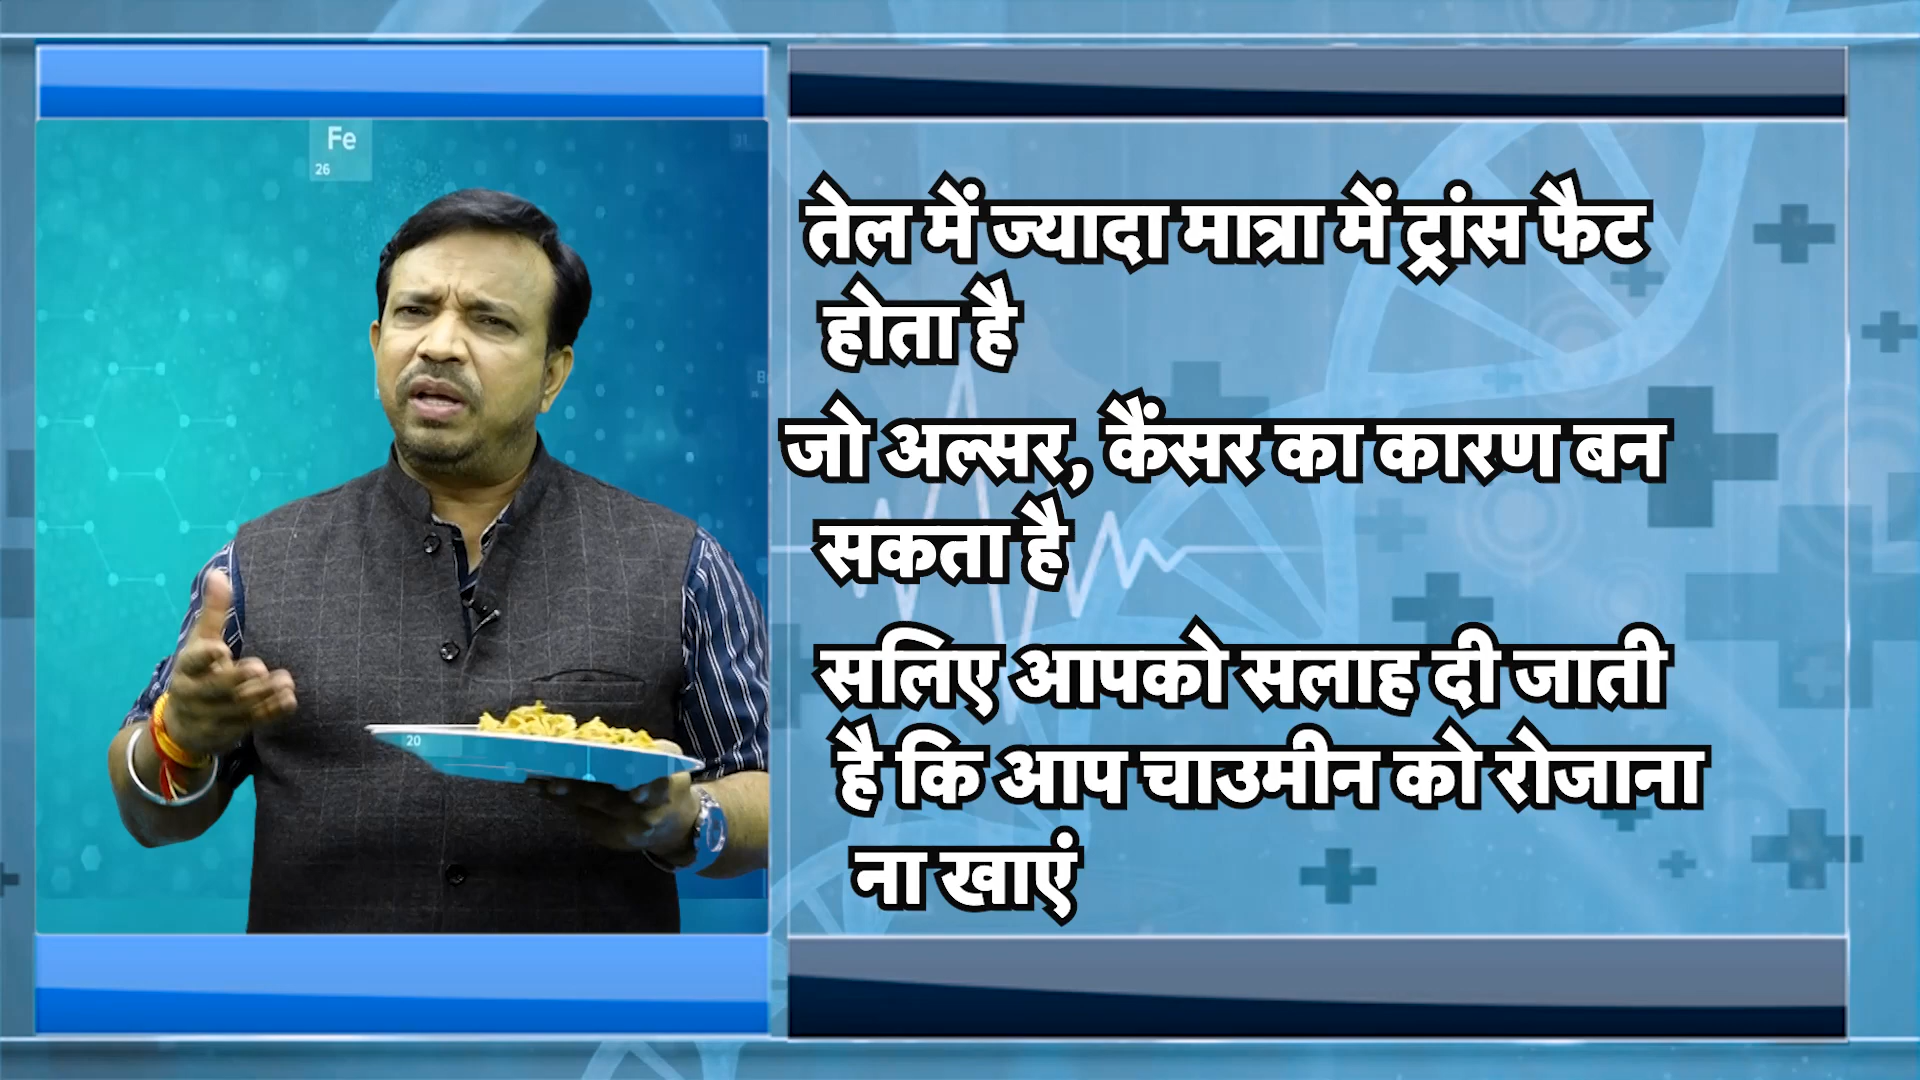 Fe
26
तेल में ज्यादा मात्रा में ट्रांस फैट
होता है
जो अल्सर, कैंसर का कारण बन
सकता है
सलिए आपको सलाह दी जाती
है कि आप चाउमीन को रोजाना
ना खाएं
20